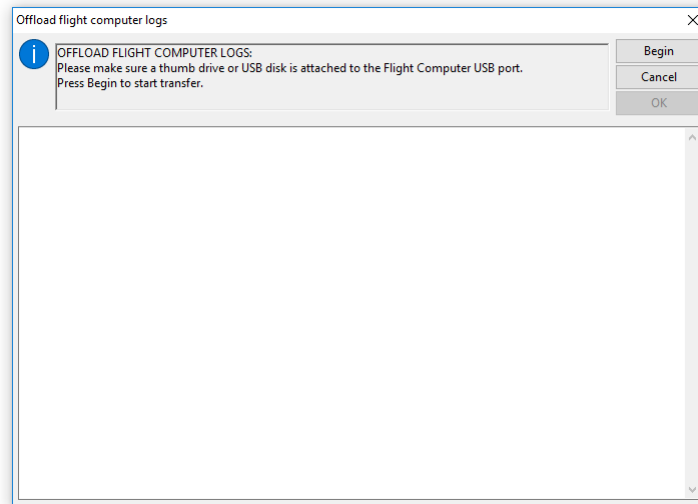 Offload flight computer logs
OFFLOAD FLIGHT COMPUTER LOGS:
Please make sure a thumb drive or USB disk is attached to the Flight Computer USB port.
Press Begin to start transfer.
Begin
Cancel
OK